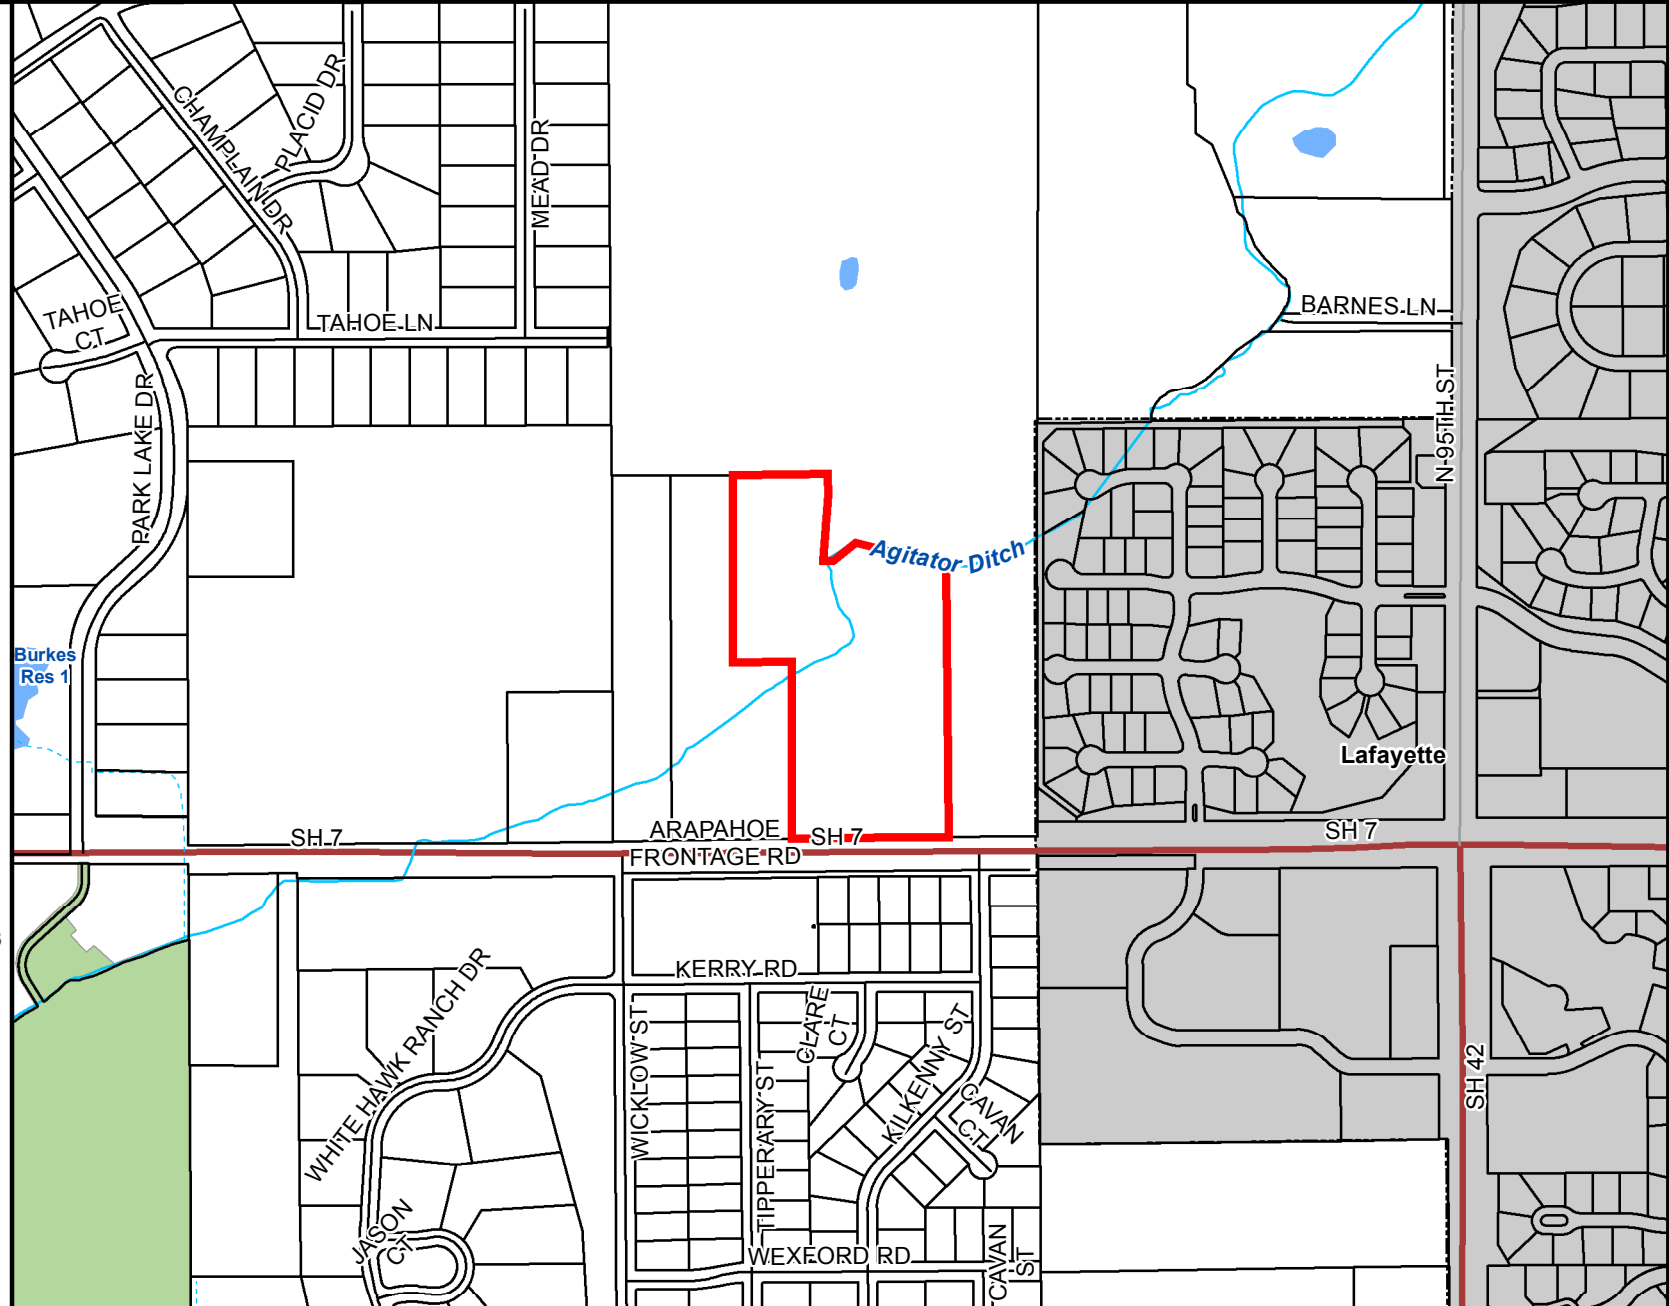 PLACID DR
CHAMPLAIN DR
MEAD DR
TAHOE
CT
TAHOE LN
BARNES LN
PARK LAKE DR
N 95TH ST
Agitator Ditch
Burkes
Res 1
Lafayette
SH 7
ARAPAHOE
SH 7
SH 7
FRONTAGE RD
KERRY RD
WHITE HAWK RANCH DR
WICKLOW ST
CLARE
CT
KILKENNY ST
TIPPERARY ST
CAVAN
CT
SH 42
JASON
CT
WEXFORD RD
CAVAN
ST